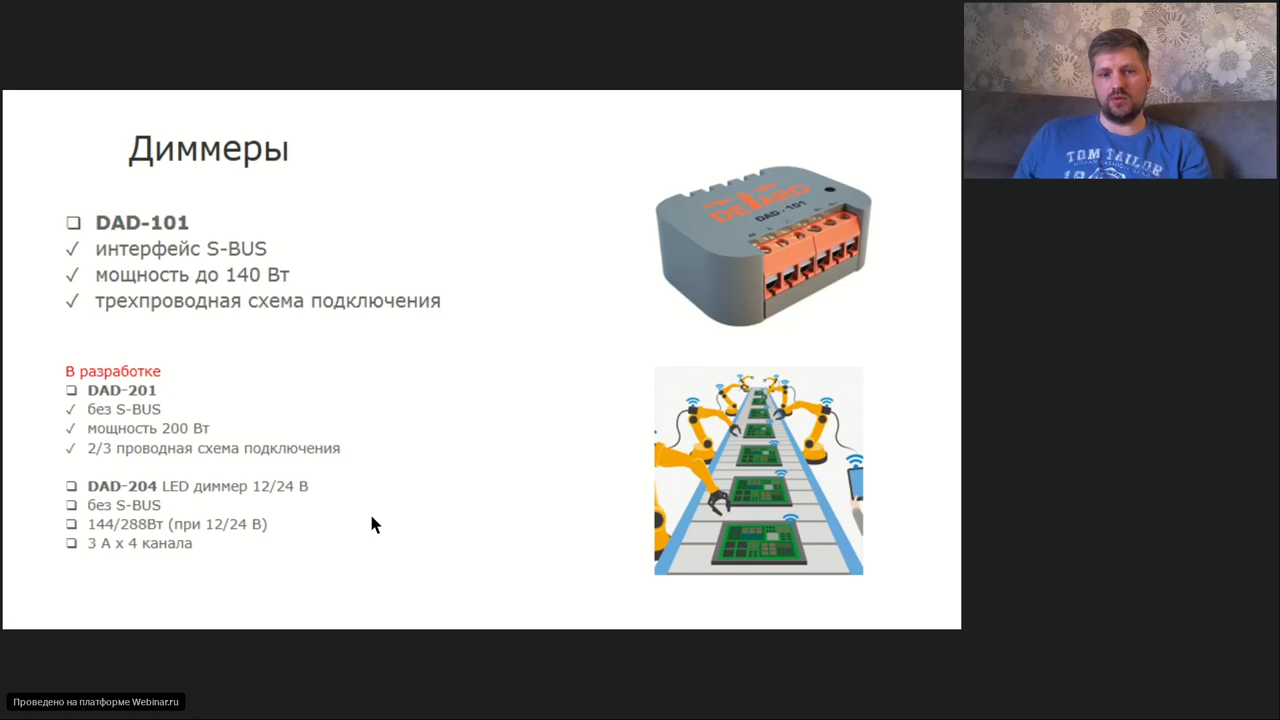 Диммеры
DAD-101
интерфейс S-BUS
мощность до 140 Вт
трехпроводная схема подключения
В разработке
DAD-201
без S-BUS
мощность 200 Вт
2/3 проводная схема подключения
DAD-204 LED диммер 12/24 В
без S-BUS
144/288Вт (при 12/24 В)
3 А х 4 канала
DAD - 101
TOM TAILOR
Проведено на платформе Webinar.ru